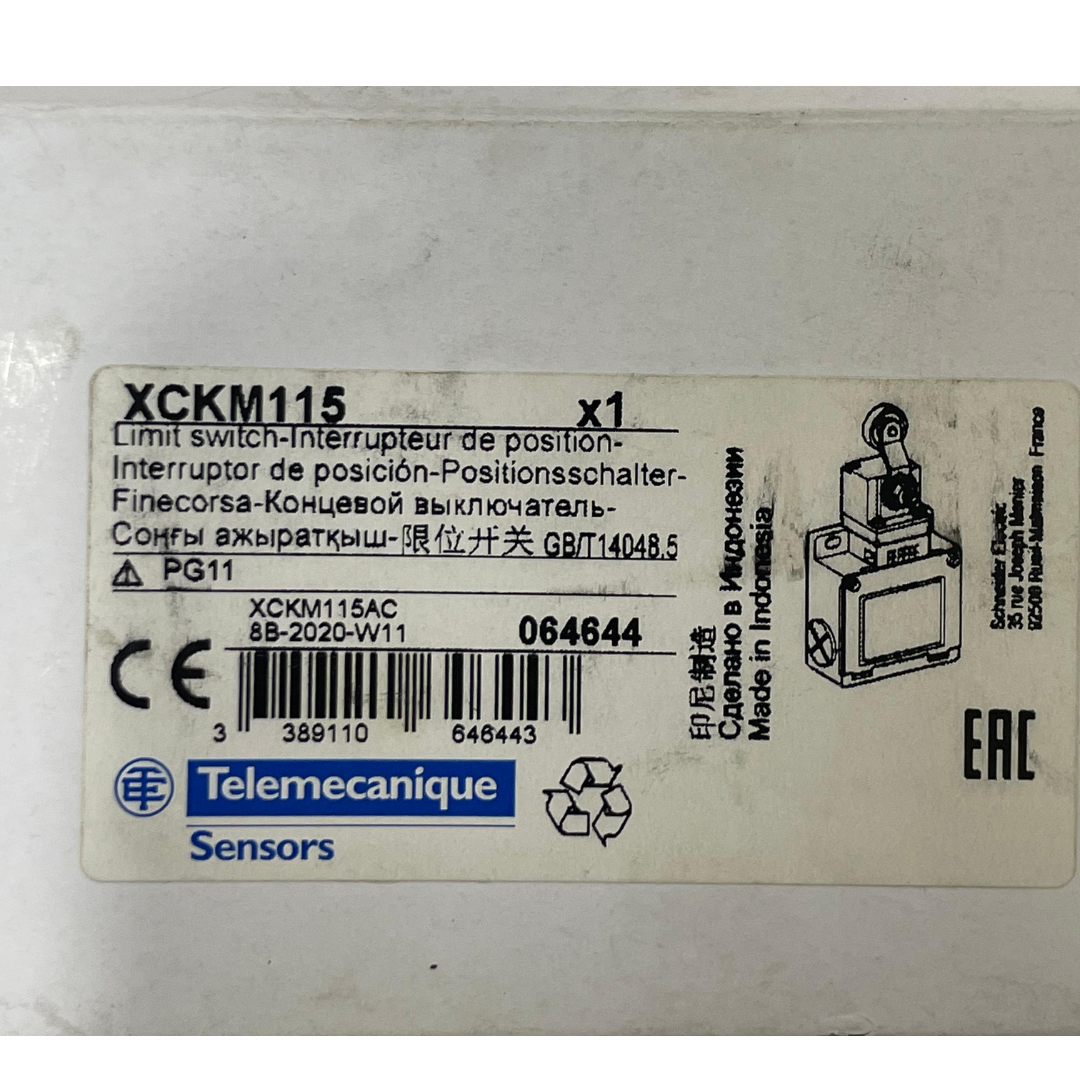 XCKM115 x1
Limit switch-Interrupteur de position-
Interruptor de posición-Positionsschalter-
Finecorsa-Концевой выключатель-
Соңғы ажыратқыш-限位开关 GB/T14048.5
PG11
XCKM115AC
8B-2020-W11
064644
CE
3 389110 646443
Telemecanique
Sensors
印尼制造
Сделано в Индонезии
Made in Indonesia
Schneider Electric
35 rue Joseph Monier
92500 Rueil-Malmaison France
EAC